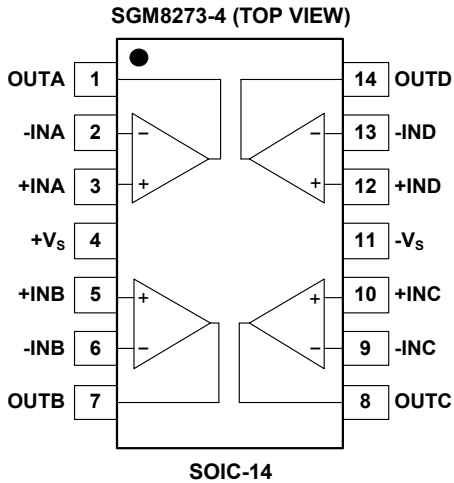 SGM8273-4 (TOP VIEW)
OUTA 1 14 OUTD
-INA 2 − − 13 -IND
+INA 3 + + 12 +IND
+VS 4 11 -VS
+INB 5 + + 10 +INC
-INB 6 − − 9 -INC
OUTB 7 8 OUTC
SOIC-14